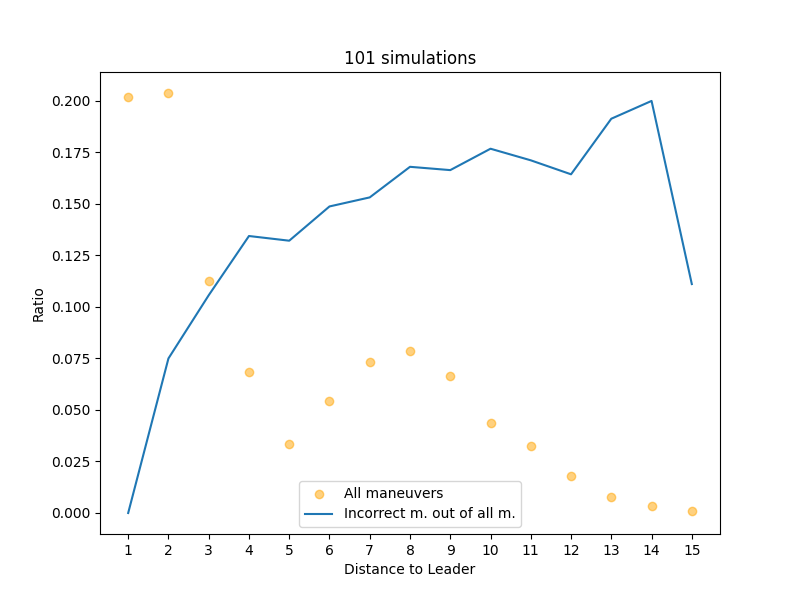 101 simulations
0.200
0.175
0.150
0.125
0.100
0.075
0.050
0.025
0.000
Ratio
All maneuvers
Incorrect m. out of all m.
1 2 3 4 5 6 7 8 9 10 11 12 13 14 15
Distance to Leader